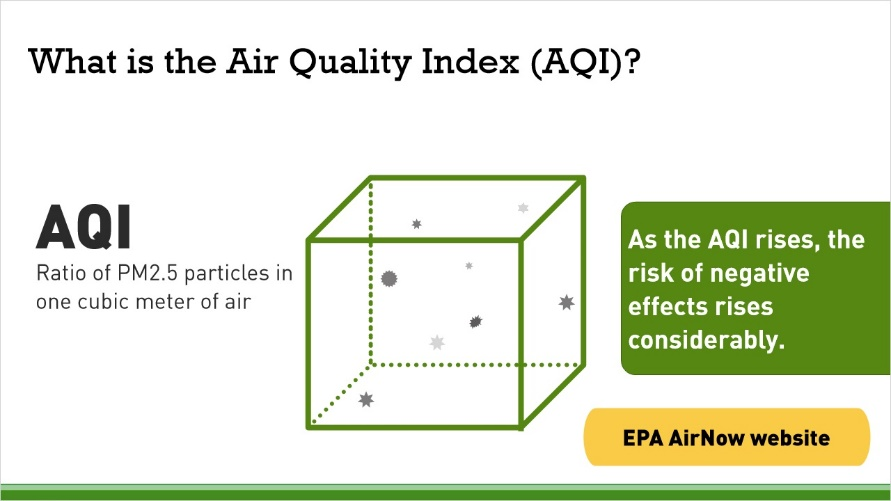 What is the Air Quality Index (AQI)?
AQI
Ratio of PM2.5 particles in
one cubic meter of air
As the AQI rises, the
risk of negative
effects rises
considerably.
EPA AirNow website